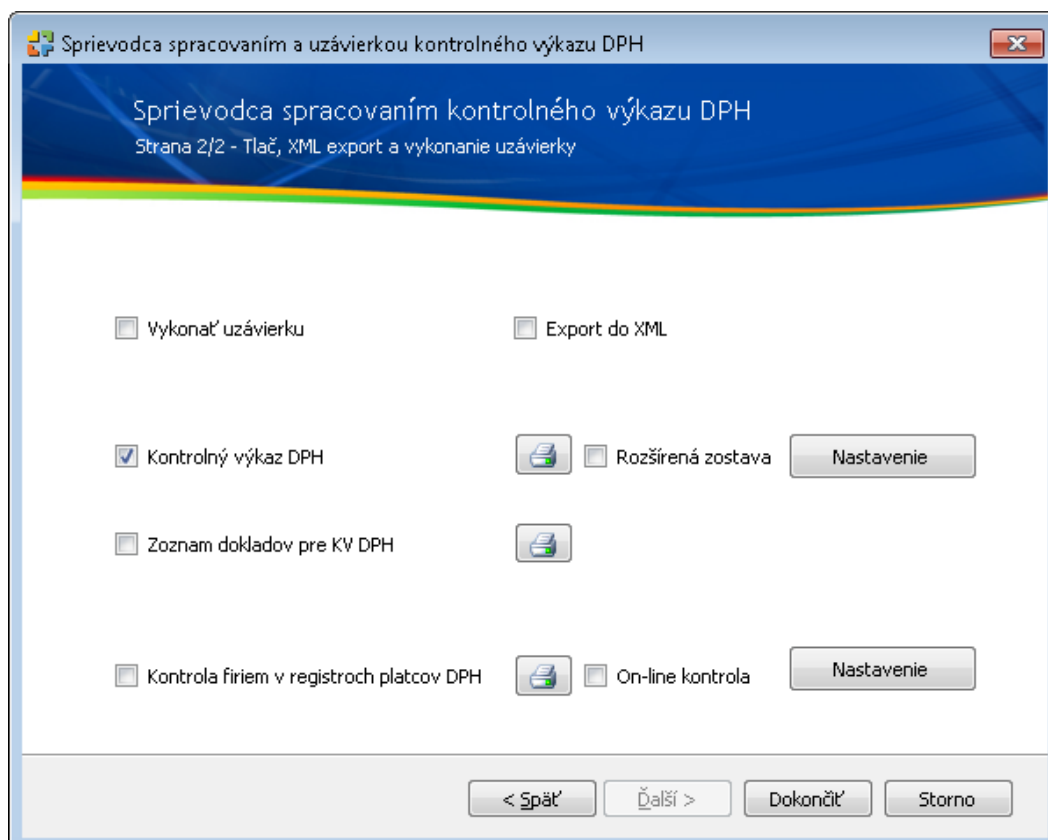 Sprievodca spracovaním a uzávierkou kontrolného výkazu DPH
Sprievodca spracovaním kontrolného výkazu DPH
Strana 2/2 - Tlač, XML export a vykonanie uzávierky
Vykonať uzávierku
Export do XML
Kontrolný výkaz DPH
Rozšírená zostava
Nastavenie
Zoznam dokladov pre KV DPH
Kontrola firiem v registroch platcov DPH
On-line kontrola
Nastavenie
< Späť
Ďalší >
Dokončiť
Storno